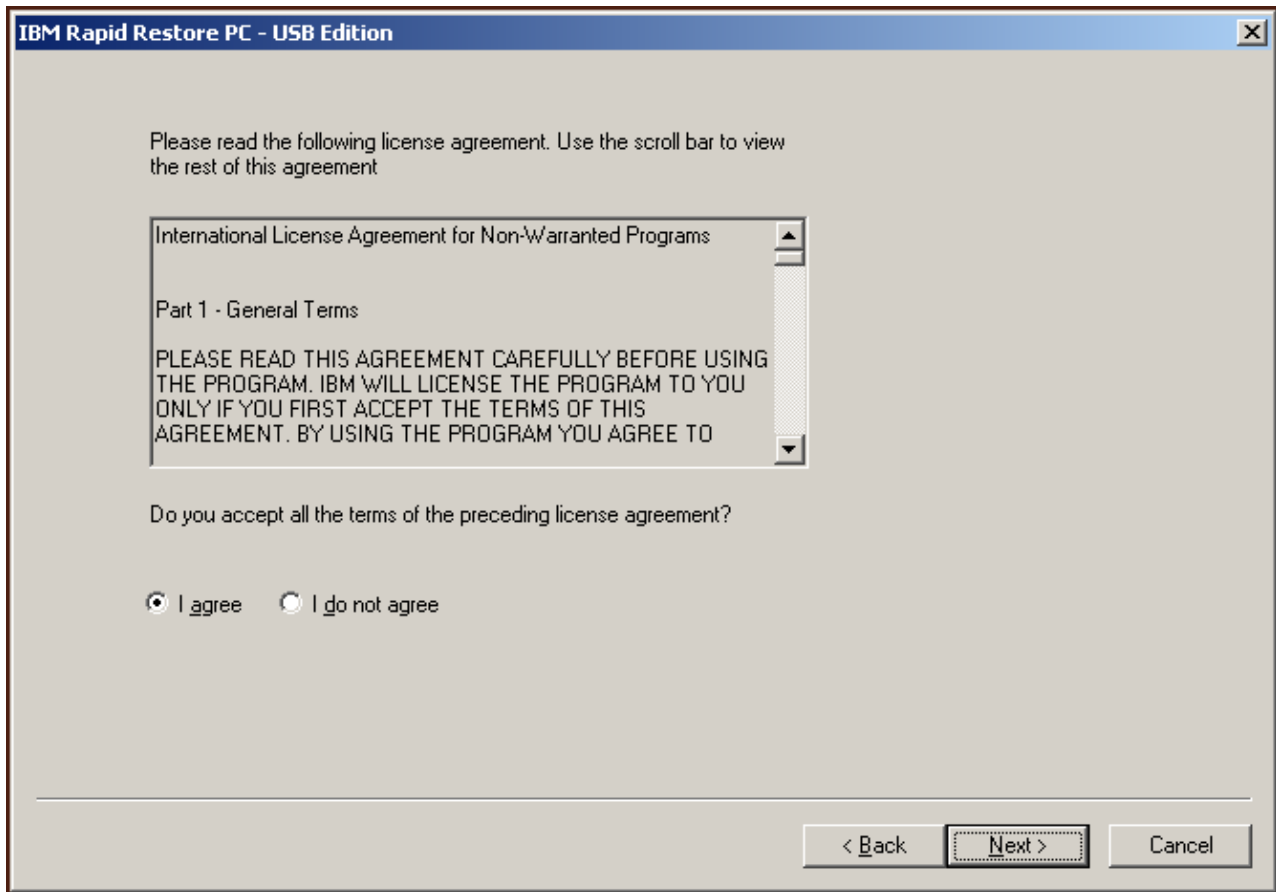 IBM Rapid Restore PC - USB Edition
Please read the following license agreement. Use the scroll bar to view
the rest of this agreement
International License Agreement for Non-Warranted Programs
Part 1 - General Terms
PLEASE READ THIS AGREEMENT CAREFULLY BEFORE USING
THE PROGRAM. IBM WILL LICENSE THE PROGRAM TO YOU
ONLY IF YOU FIRST ACCEPT THE TERMS OF THIS
AGREEMENT. BY USING THE PROGRAM YOU AGREE TO
Do you accept all the terms of the preceding license agreement?
I agree I do not agree
< Back Next > Cancel